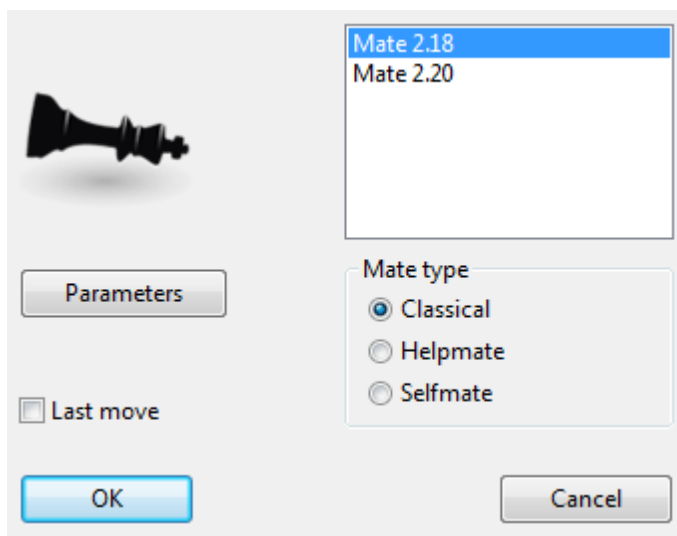 Mate 2.18
Mate 2.20
Parameters
Mate type
Classical
Helpmate
Selfmate
Last move
OK
Cancel